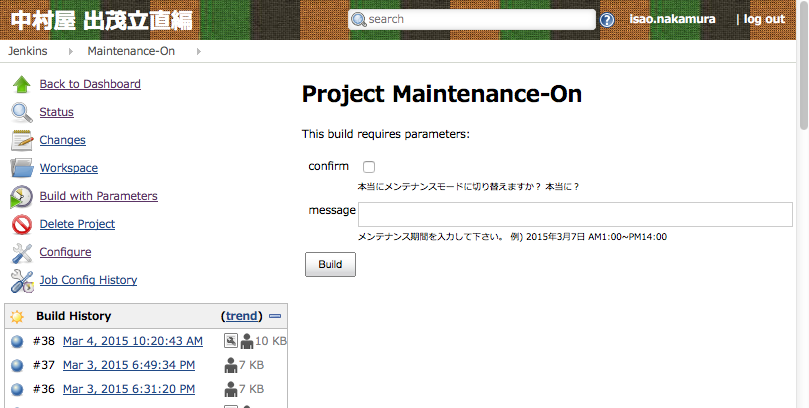 中村屋 出茂立直編
search
isao.nakamura | log out
Jenkins Maintenance-On
Back to Dashboard
Status
Changes
Workspace
Build with Parameters
Delete Project
Configure
Job Config History
Build History (trend)
#38 Mar 4, 2015 10:20:43 AM 10 KB
#37 Mar 3, 2015 6:49:34 PM 7 KB
#36 Mar 3, 2015 6:31:20 PM 7 KB
Project Maintenance-On
This build requires parameters:
confirm
本当にメンテナンスモードに切り替えますか？ 本当に？
message
メンテナンス期間を入力して下さい。 例) 2015年3月7日 AM1:00~PM14:00
Build